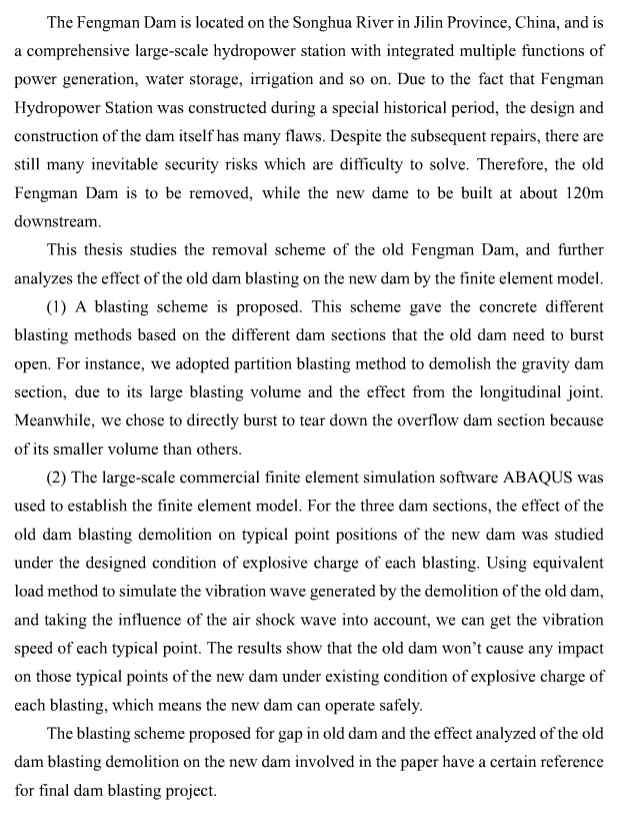 The Fengman Dam is located on the Songhua River in Jilin Province, China, and is
a comprehensive large-scale hydropower station with integrated multiple functions of
power generation, water storage, irrigation and so on. Due to the fact that Fengman
Hydropower Station was constructed during a special historical period, the design and
construction of the dam itself has many flaws. Despite the subsequent repairs, there are
still many inevitable security risks which are difficulty to solve. Therefore, the old
Fengman Dam is to be removed, while the new dame to be built at about 120m
downstream.
This thesis studies the removal scheme of the old Fengman Dam, and further
analyzes the effect of the old dam blasting on the new dam by the finite element model.
(1) A blasting scheme is proposed. This scheme gave the concrete different
blasting methods based on the different dam sections that the old dam need to burst
open. For instance, we adopted partition blasting method to demolish the gravity dam
section, due to its large blasting volume and the effect from the longitudinal joint.
Meanwhile, we chose to directly burst to tear down the overflow dam section because
of its smaller volume than others.
(2) The large-scale commercial finite element simulation software ABAQUS was
used to establish the finite element model. For the three dam sections, the effect of the
old dam blasting demolition on typical point positions of the new dam was studied
under the designed condition of explosive charge of each blasting. Using equivalent
load method to simulate the vibration wave generated by the demolition of the old dam,
and taking the influence of the air shock wave into account, we can get the vibration
speed of each typical point. The results show that the old dam won’t cause any impact
on those typical points of the new dam under existing condition of explosive charge of
each blasting, which means the new dam can operate safely.
The blasting scheme proposed for gap in old dam and the effect analyzed of the old
dam blasting demolition on the new dam involved in the paper have a certain reference
for final dam blasting project.